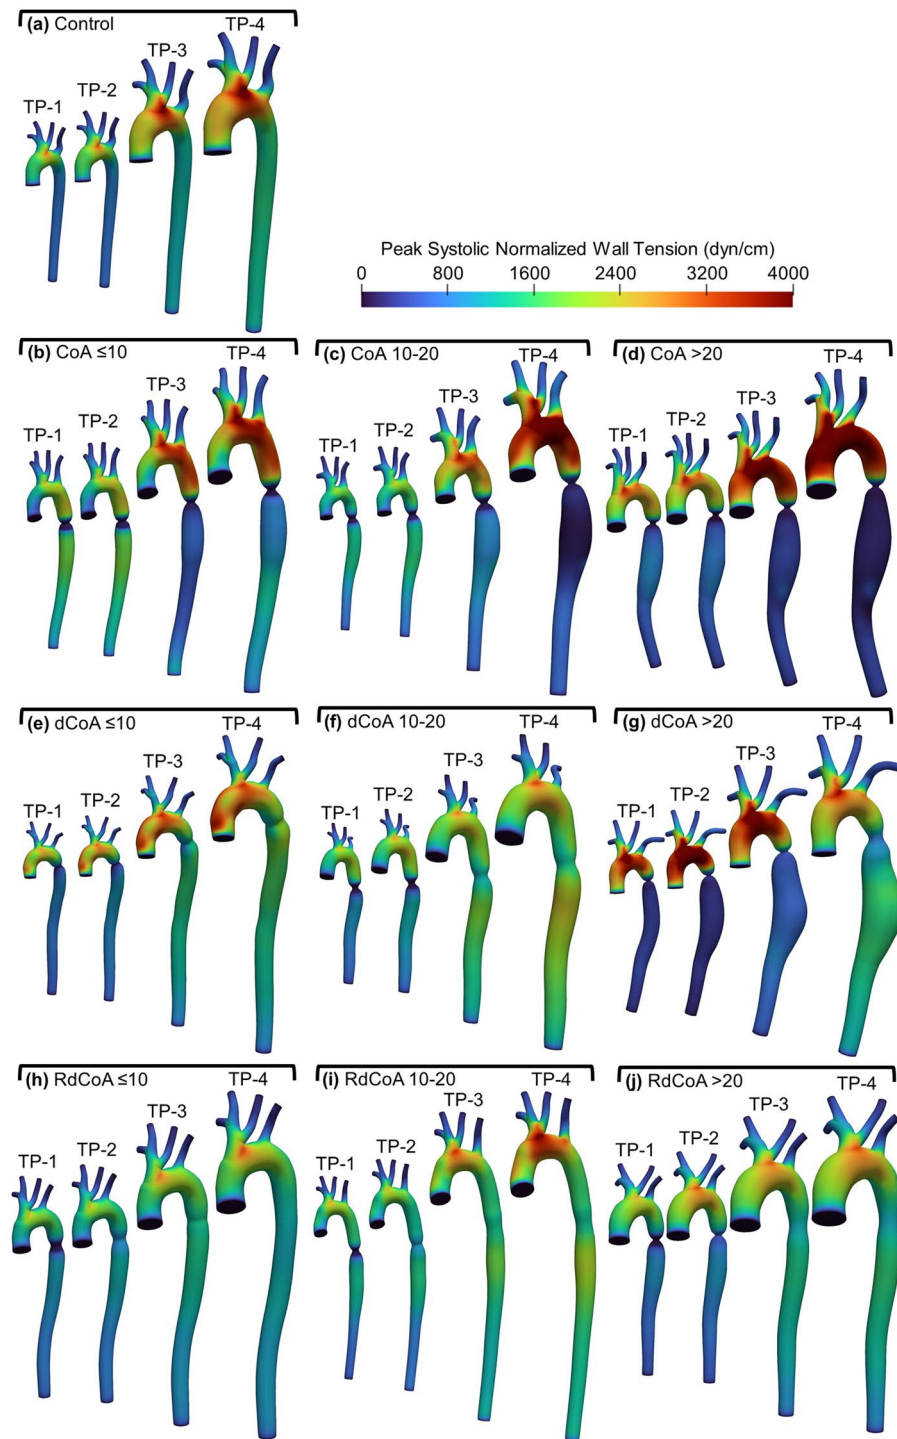 (a) Control
TP-1
TP-2
TP-3
TP-4
Peak Systolic Normalized Wall Tension (dyn/cm)
0 800 1600 2400 3200 4000
(b) CoA ≤10
TP-1
TP-2
TP-3
TP-4
(c) CoA 10-20
TP-1
TP-2
TP-3
TP-4
(d) CoA >20
TP-1
TP-2
TP-3
TP-4
(e) dCoA ≤10
TP-1
TP-2
TP-3
TP-4
(f) dCoA 10-20
TP-1
TP-2
TP-3
TP-4
(g) dCoA >20
TP-1
TP-2
TP-3
TP-4
(h) RdCoA ≤10
TP-1
TP-2
TP-3
TP-4
(i) RdCoA 10-20
TP-1
TP-2
TP-3
TP-4
(j) RdCoA >20
TP-1
TP-2
TP-3
TP-4